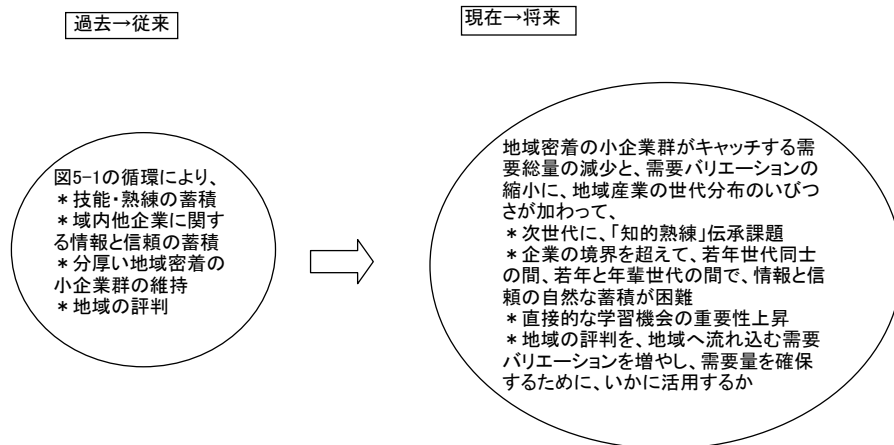 過去→従来
現在→将来
図5-1の循環により、
＊技能・熟練の蓄積
＊域内他企業に関す
る情報と信頼の蓄積
＊分厚い地域密着の
小企業群の維持
＊地域の評判
地域密着の小企業群がキャッチする需
要総量の減少と、需要バリエーションの
縮小に、地域産業の世代分布のいびつ
さが加わって、
＊次世代に、「知的熟練」伝承課題
＊企業の境界を超えて、若年世代同士
の間、若年と年輩世代の間で、情報と信
頼の自然な蓄積が困難
＊直接的な学習機会の重要性上昇
＊地域の評判を、地域へ流れ込む需要
バリエーションを増やし、需要量を確保
するために、いかに活用するか